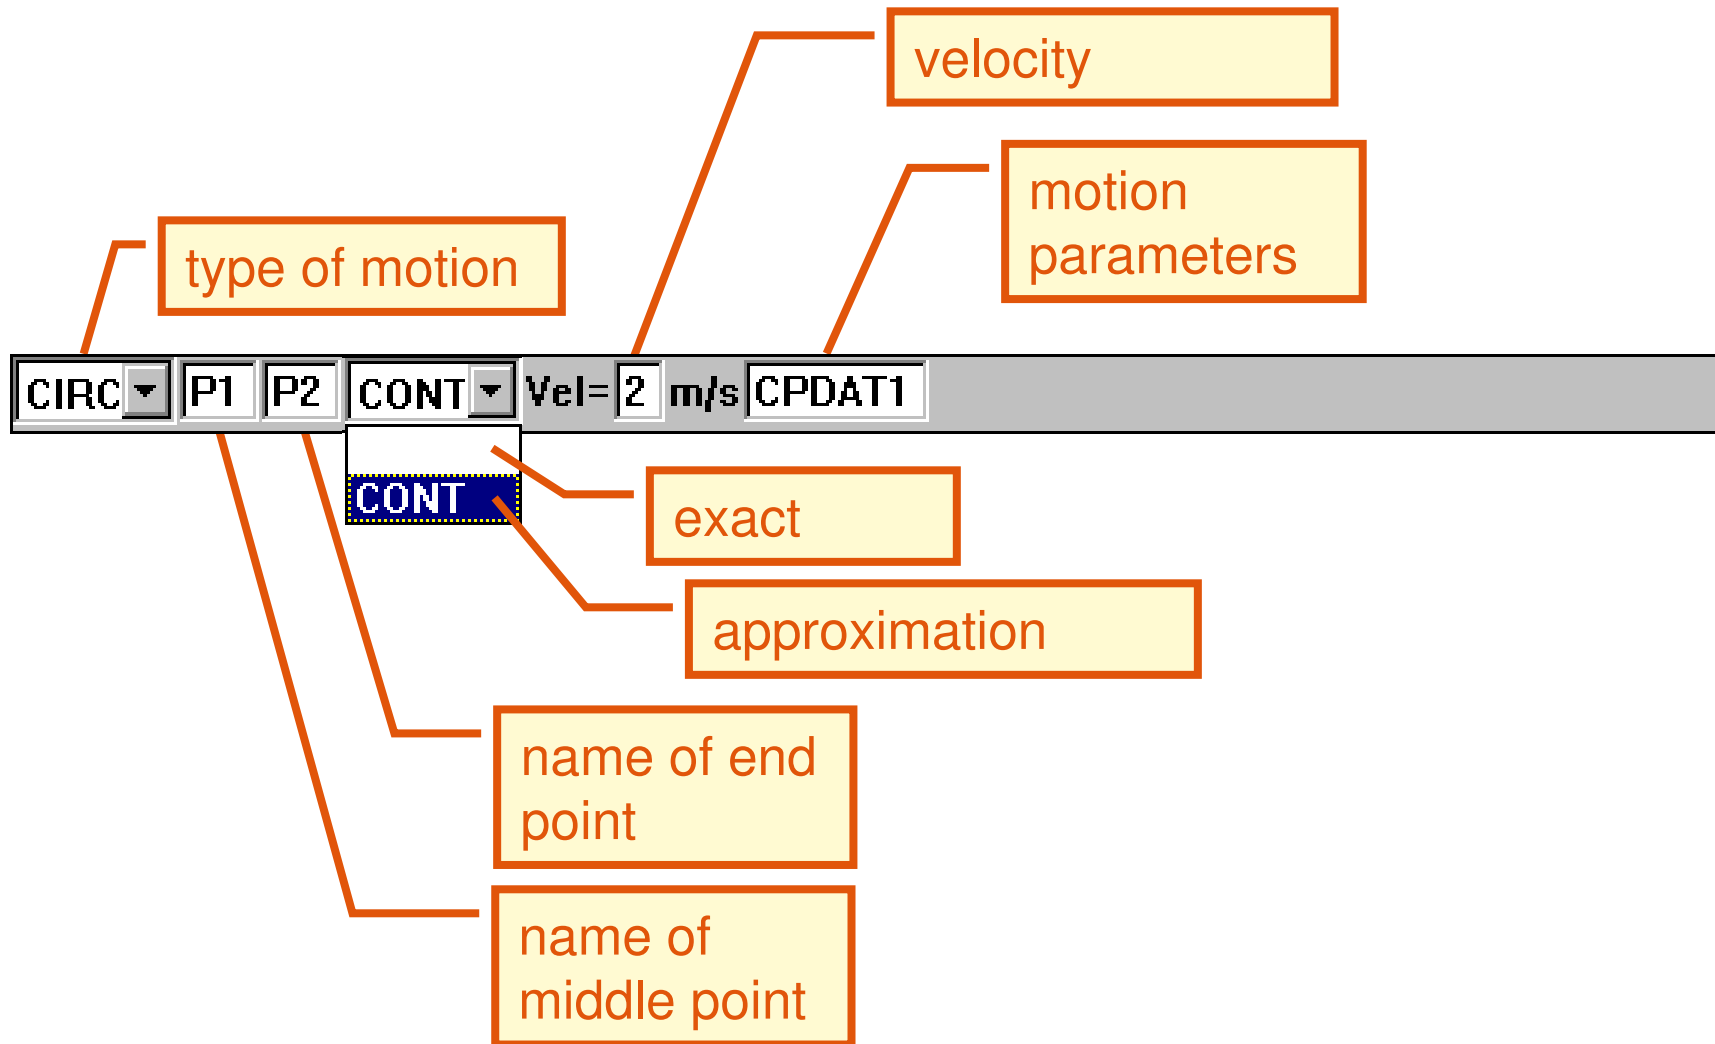 velocity
motion
parameters
type of motion
CIRC P1 P2 CONT Vel= 2 m/s CPDAT1
CONT
exact
approximation
name of end
point
name of
middle point